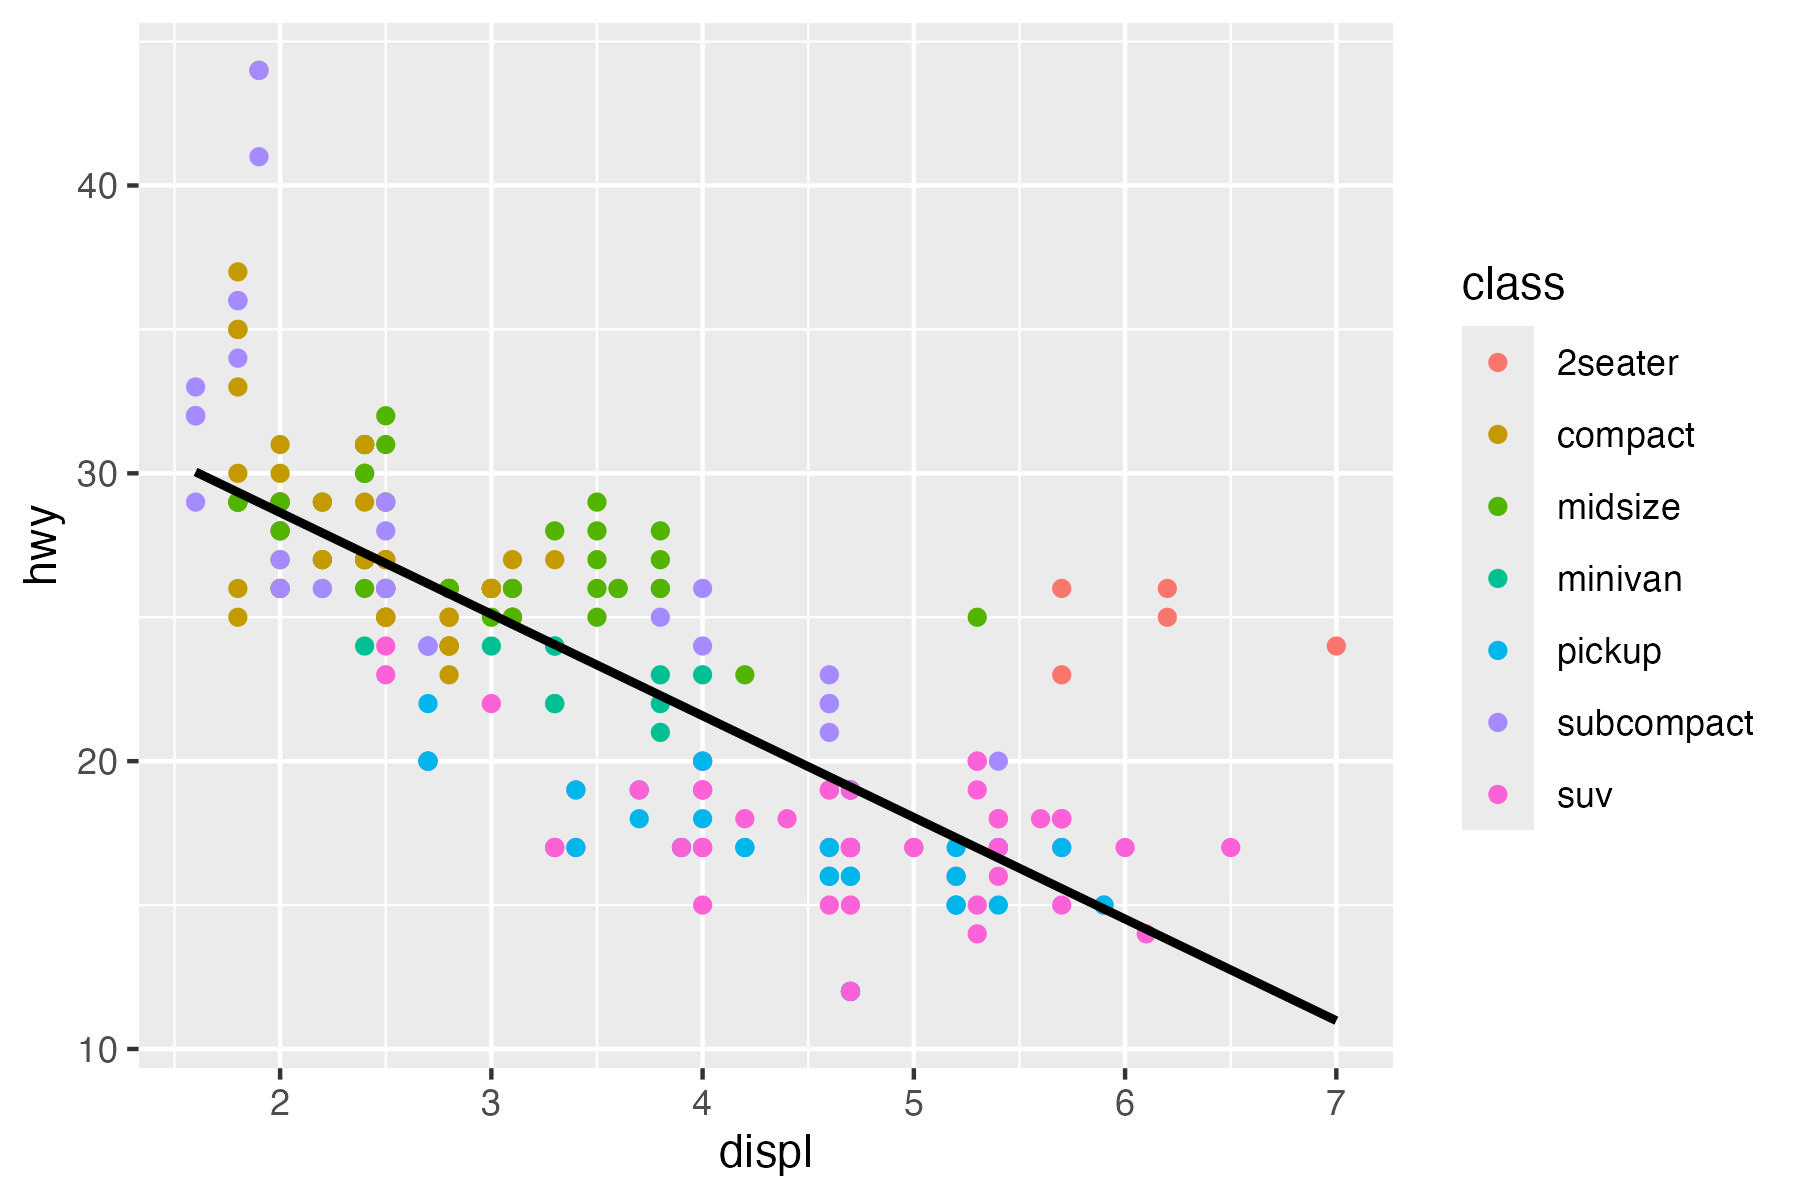 hwy
40
30
20
10
2 3 4 5 6 7
displ
class
2seater
compact
midsize
minivan
pickup
subcompact
suv